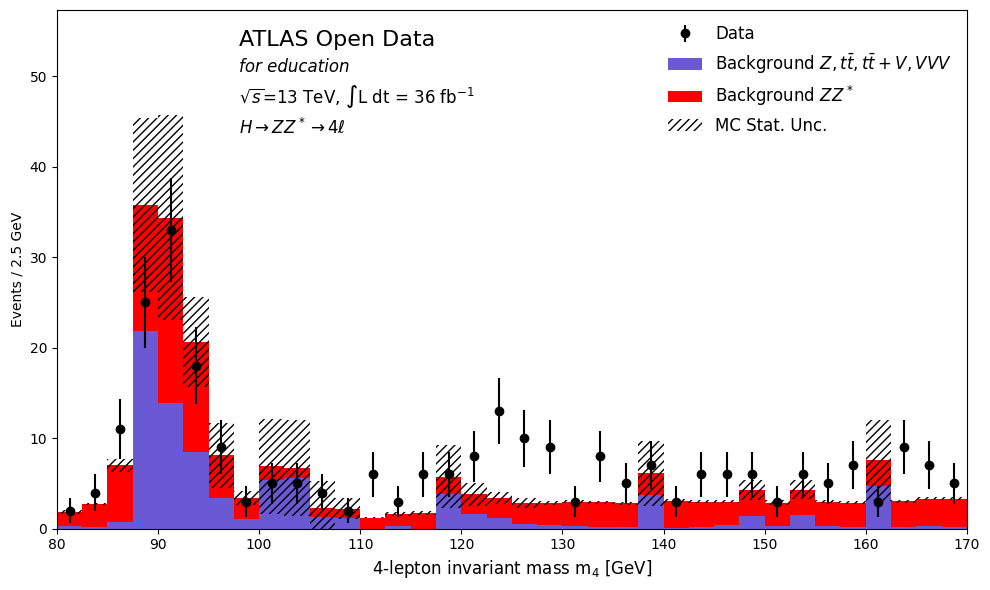 ATLAS Open Data
for education
√s=13 TeV, ∫L dt = 36 fb⁻¹
H → ZZ* → 4ℓ
Data
Background Z, tt̄, tt̄ + V, VVV
Background ZZ*
MC Stat. Unc.
Events / 2.5 GeV
50
40
30
20
10
0
80 90 100 110 120 130 140 150 160 170
4-lepton invariant mass m₄ [GeV]